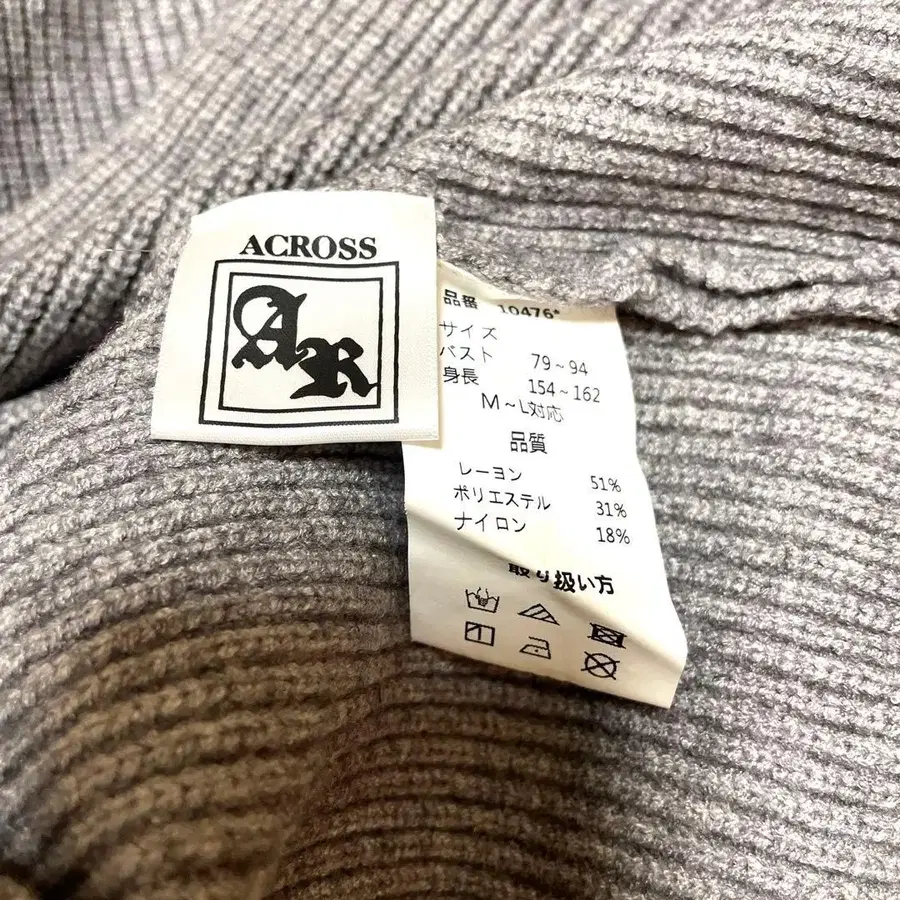 ACROSS
AR
品番 10476*
サイズ
バスト 79~94
身長 154~162
M~L対応
品質
レーヨン 51%
ポリエステル 31%
ナイロン 18%
取り扱い方